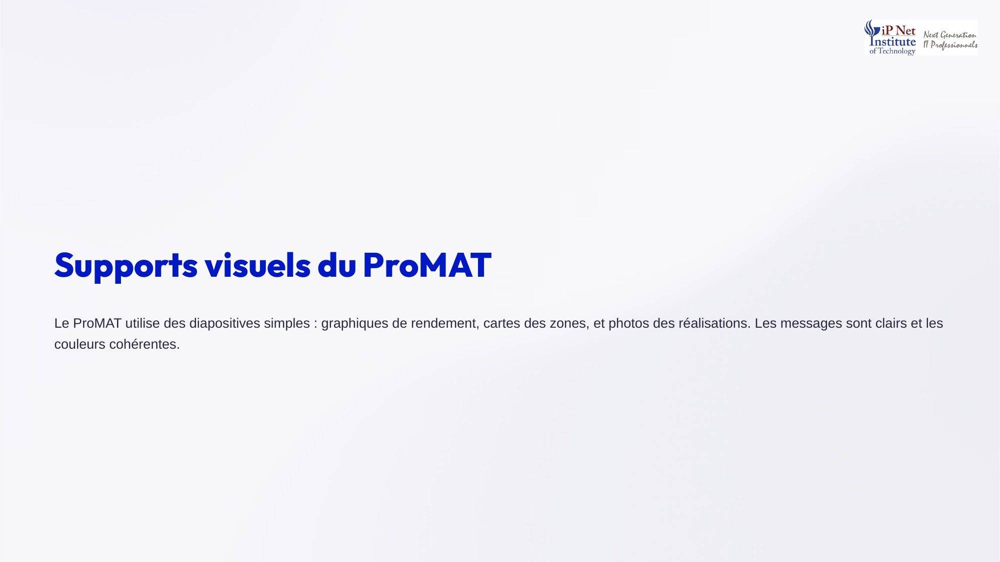 iP Net
Institute
of Technology
Next Generation
IT Professionnels
Supports visuels du ProMAT
Le ProMAT utilise des diapositives simples : graphiques de rendement, cartes des zones, et photos des réalisations. Les messages sont clairs et les
couleurs cohérentes.